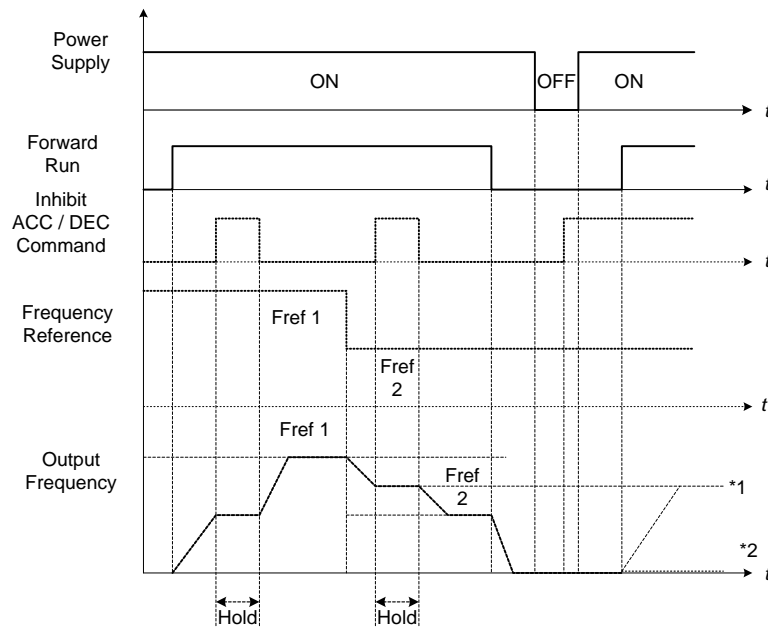 Power
Supply
ON
OFF
ON
t
Forward
Run
t
Inhibit
ACC / DEC
Command
t
Frequency
Reference
Fref 1
Fref
2
t
Fref 1
Output
Frequency
Fref
2
*1
*2
t
Hold
Hold